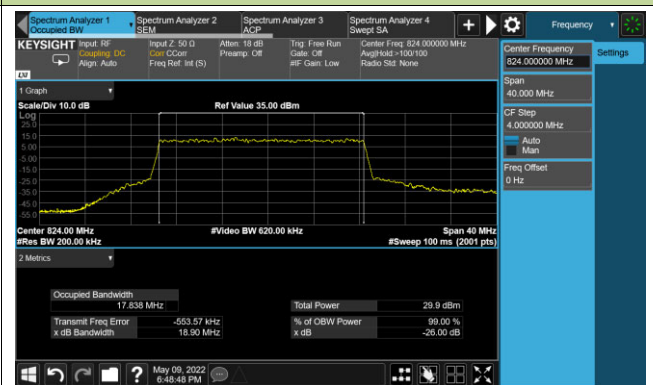 Spectrum Analyzer 1
Occupied BW
Spectrum Analyzer 2
SEM
Spectrum Analyzer 3
ACP
Spectrum Analyzer 4
Swept SA
Frequency
KEYSIGHT
Input: RF
Coupling: DC
Align: Auto
Input Z: 50 Ω
Corr CCorr
Freq Ref: Int (S)
Atten: 18 dB
Preamp: Off
Trig: Free Run
Gate: Off
#IF Gain: Low
Center Freq: 824.000000 MHz
Avg|Hold:>100/100
Radio Std: None
LXI
Center Frequency
824.000000 MHz
Settings
Span
40.000 MHz
CF Step
4.000000 MHz
Auto
Man
Freq Offset
0 Hz
1 Graph
Scale/Div 10.0 dB
Ref Value 35.00 dBm
Log
25.0
15.0
5.00
-5.00
-15.0
-25.0
-35.0
-45.0
-55.0
Center 824.00 MHz
#Video BW 620.00 kHz
Span 40 MHz
#Res BW 200.00 kHz
#Sweep 100 ms (2001 pts)
2 Metrics
Occupied Bandwidth
17.838 MHz
Total Power 29.9 dBm
Transmit Freq Error -553.57 kHz
% of OBW Power 99.00 %
x dB Bandwidth 18.90 MHz
x dB -26.00 dB
May 09, 2022
6:48:48 PM